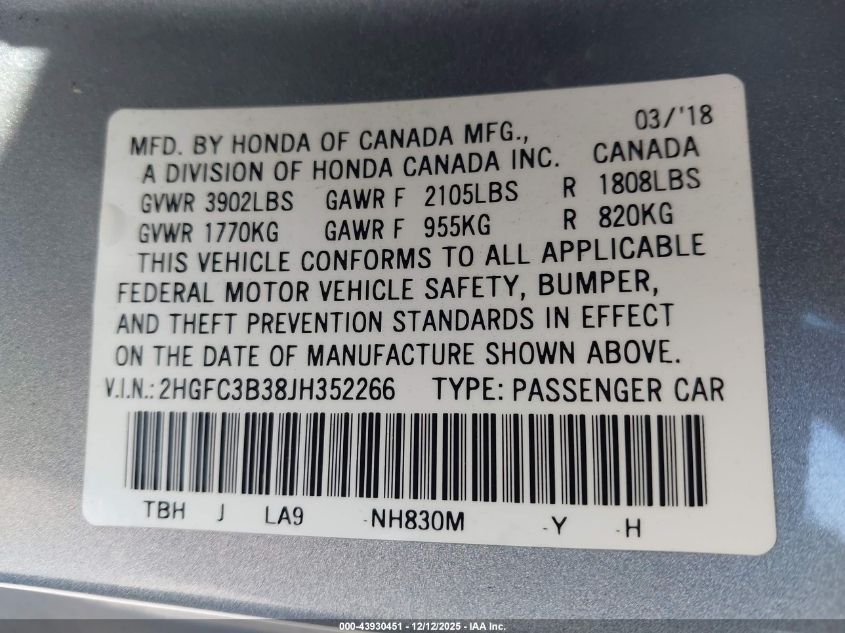 03/'18
MFD. BY HONDA OF CANADA MFG.,
A DIVISION OF HONDA CANADA INC. CANADA
GVWR 3902LBS GAWR F 2105LBS R 1808LBS
GVWR 1770KG GAWR F 955KG R 820KG
THIS VEHICLE CONFORMS TO ALL APPLICABLE
FEDERAL MOTOR VEHICLE SAFETY, BUMPER,
AND THEFT PREVENTION STANDARDS IN EFFECT
ON THE DATE OF MANUFACTURE SHOWN ABOVE.
V.I.N.: 2HGFC3B38JH352266 TYPE: PASSENGER CAR
TBH J LA9 -NH830M -Y -H
000-43930451 - 12/12/2025 - IAA Inc.